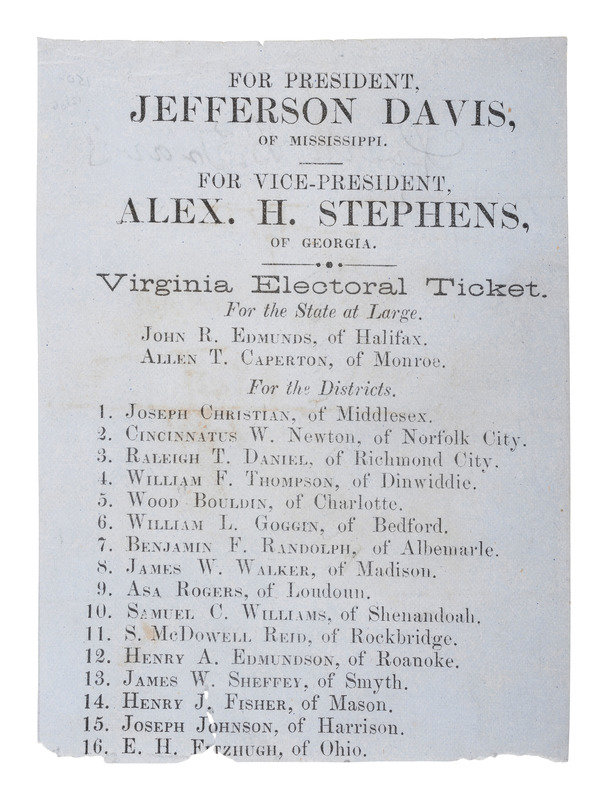 FOR PRESIDENT,
JEFFERSON DAVIS,
OF MISSISSIPPI.
FOR VICE-PRESIDENT,
ALEX. H. STEPHENS,
OF GEORGIA.
Virginia Electoral Ticket.
For the State at Large.
JOHN R. EDMUNDS, of Halifax.
ALLEN T. CAPERTON, of Monroe.
For the Districts.
1. JOSEPH CHRISTIAN, of Middlesex.
2. CINCINNATUS W. NEWTON, of Norfolk City.
3. RALEIGH T. DANIEL, of Richmond City.
4. WILLIAM F. THOMPSON, of Dinwiddie.
5. WOOD BOULDIN, of Charlotte.
6. WILLIAM L. GOGGIN, of Bedford.
7. BENJAMIN F. RANDOLPH, of Albemarle.
8. JAMES W. WALKER, of Madison.
9. ASA ROGERS, of Loudoun.
10. SAMUEL C. WILLIAMS, of Shenandoah.
11. S. MCDOWELL REID, of Rockbridge.
12. HENRY A. EDMUNDSON, of Roanoke.
13. JAMES W. SHEFFEY, of Smyth.
14. HENRY J. FISHER, of Mason.
15. JOSEPH JOHNSON, of Harrison.
16. E. H. FITZHUGH, of Ohio.